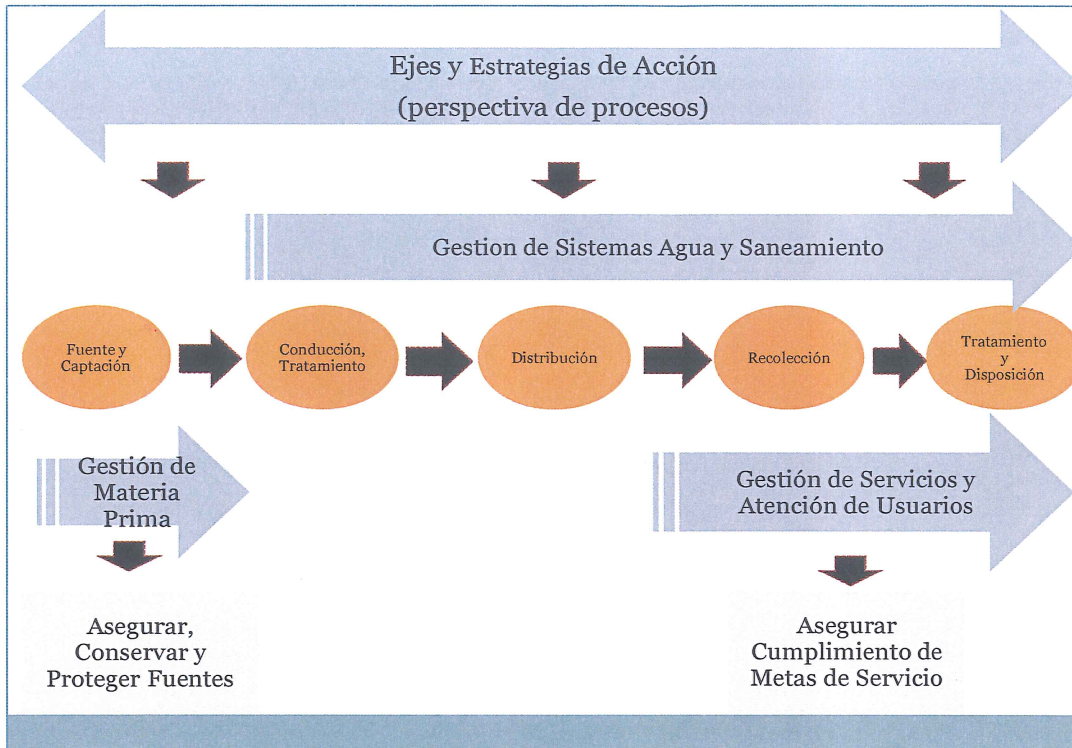 Ejes y Estrategias de Acción
(perspectiva de procesos)
Gestion de Sistemas Agua y Saneamiento
Fuente y
Captación
Conducción,
Tratamiento
Distribución
Recolección
Tratamiento
y
Disposición
Gestión de
Materia
Prima
Gestión de Servicios y
Atención de Usuarios
Asegurar,
Conservar y
Proteger Fuentes
Asegurar
Cumplimiento de
Metas de Servicio